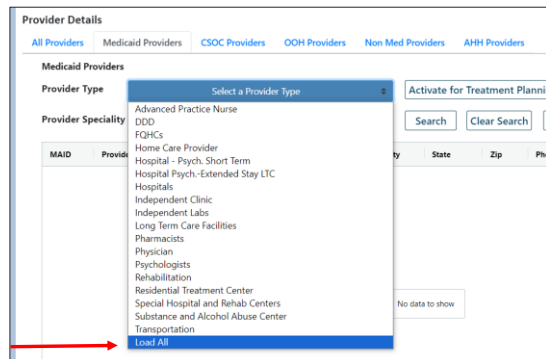 Provider Details
All Providers Medicaid Providers CSOC Providers OOH Providers Non Med Providers AHH Providers
Medicaid Providers
Provider Type Select a Provider Type Activate for Treatment
Provider Speciality Search Clear Search
MAID State Zip
Advanced Practice Nurse
DDD
FQHCs
Home Care Provider
Hospital - Psych. Short Term
Hospital Psych.-Extended Stay LTC
Hospitals
Independent Clinic
Independent Labs
Long Term Care Facilities
Pharmacists
Physician
Psychologists
Rehabilitation
Residential Treatment Center
Special Hospital and Rehab Centers
No data to show
Substance and Alcohol Abuse Center
Transportation
Load All